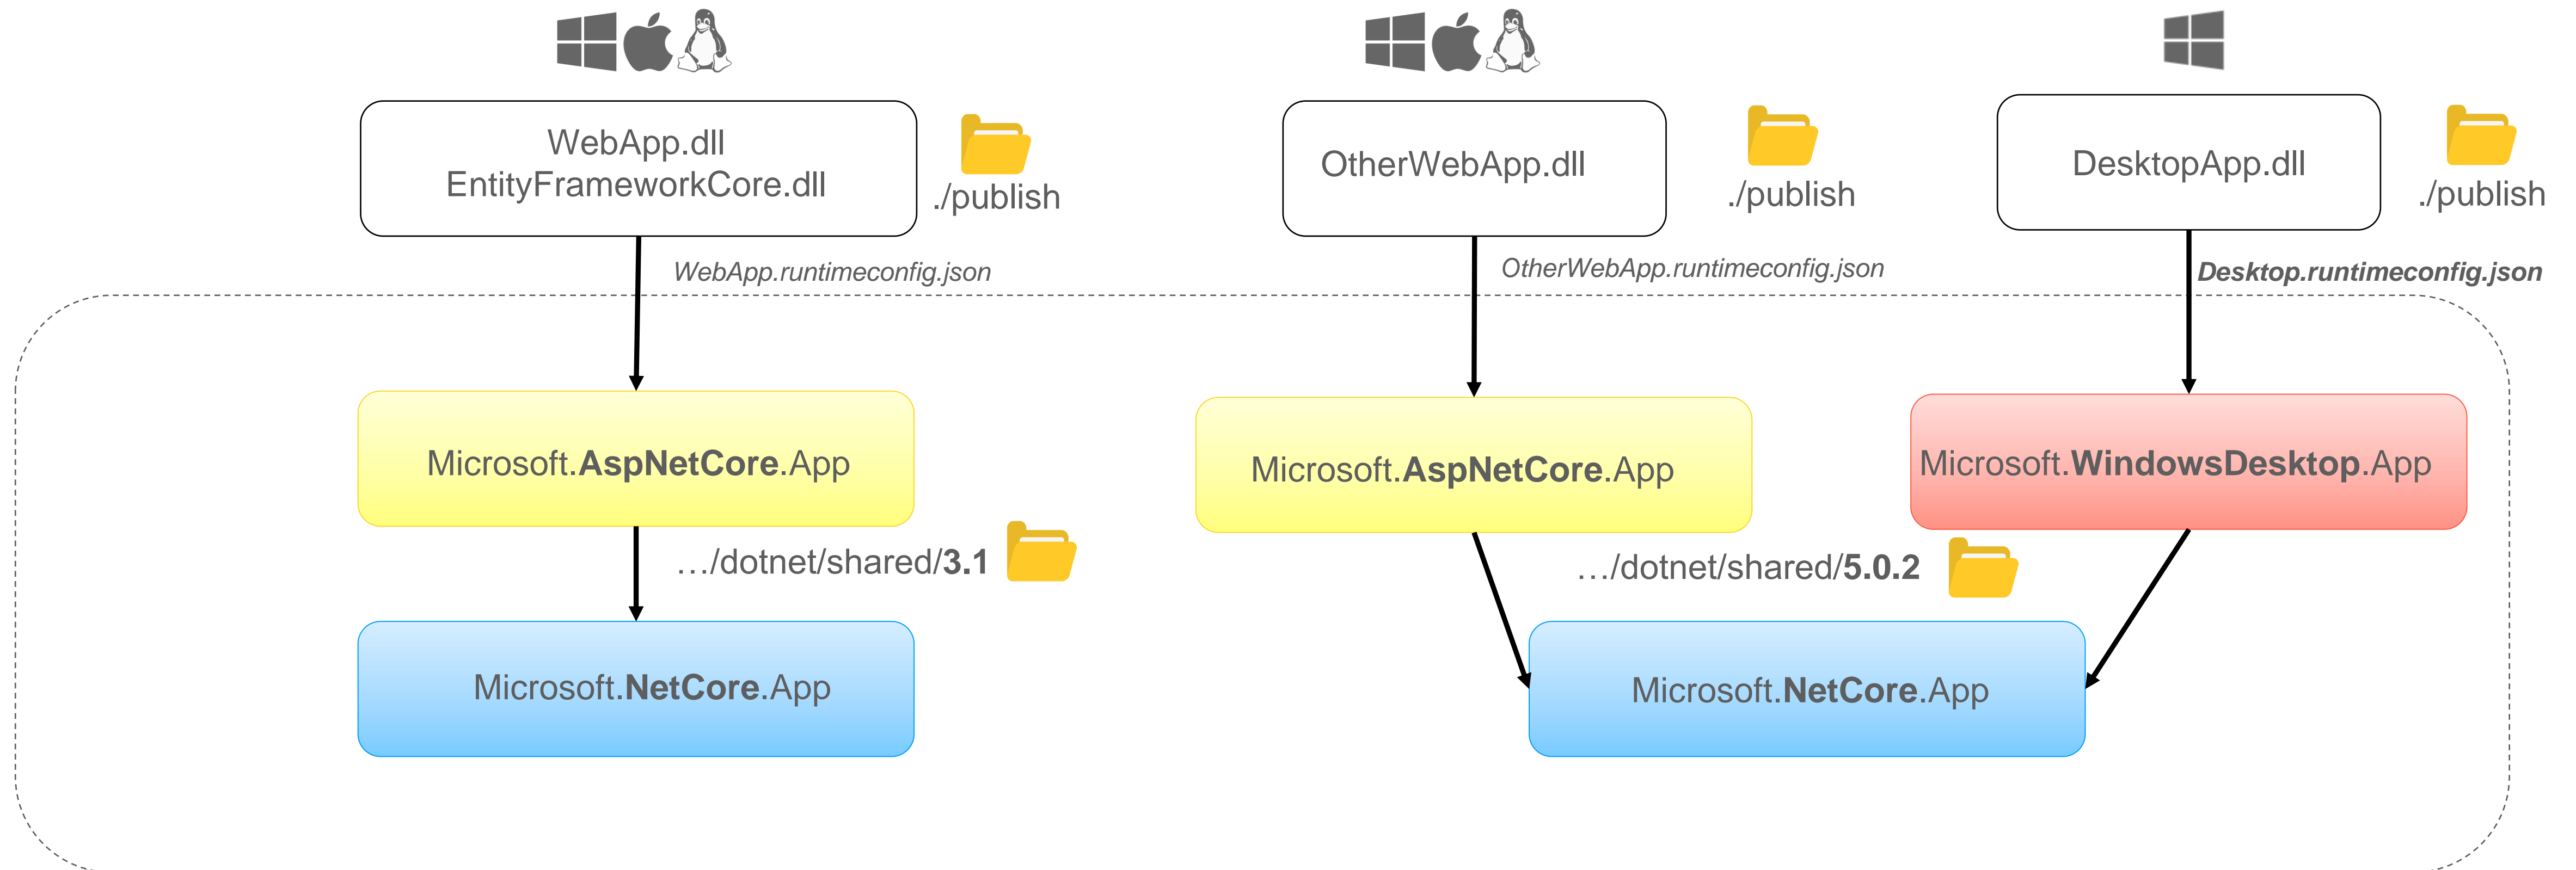 WebApp.dll
EntityFrameworkCore.dll
./publish
OtherWebApp.dll
./publish
DesktopApp.dll
./publish
WebApp.runtimeconfig.json
OtherWebApp.runtimeconfig.json
Desktop.runtimeconfig.json
Microsoft.AspNetCore.App
Microsoft.AspNetCore.App
Microsoft.WindowsDesktop.App
…/dotnet/shared/3.1
…/dotnet/shared/5.0.2
Microsoft.NetCore.App
Microsoft.NetCore.App